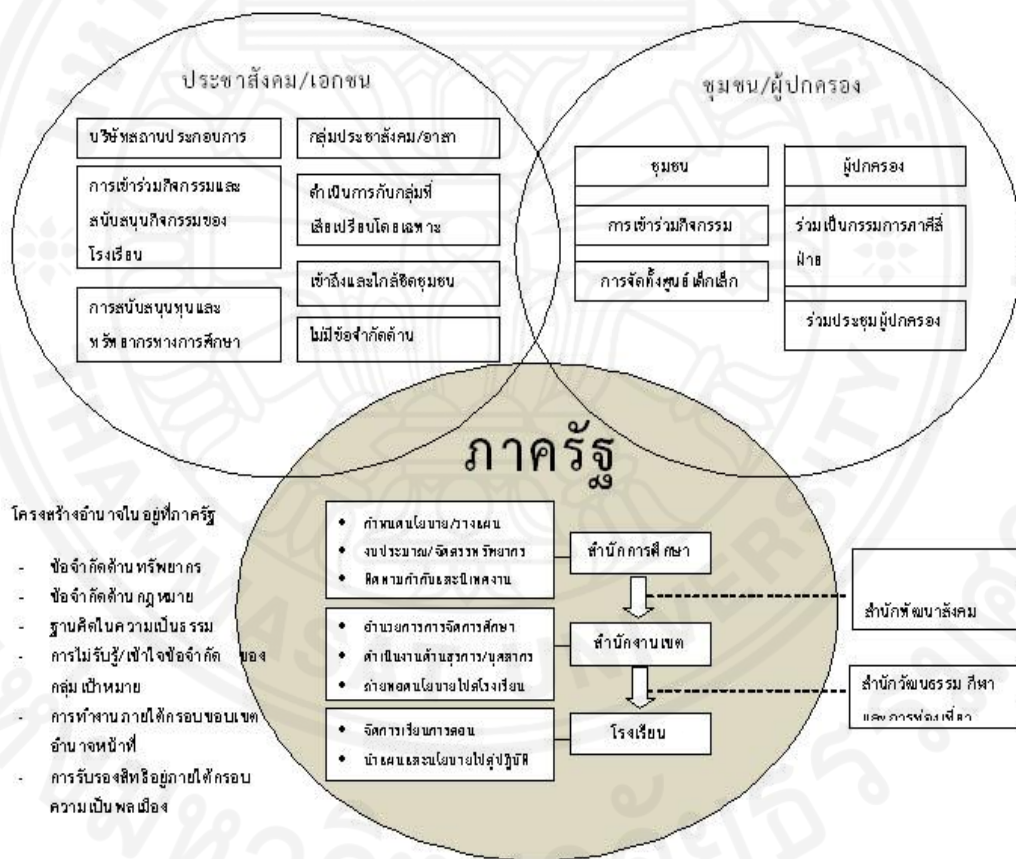 ประชาสังคม/เอกชน
บริษัทสถานประกอบการ
การเข้าร่วมกิจกรรมและ
สนับสนุนกิจกรรมของ
โรงเรียน
การสนับสนุนทุนและ
ทรัพยากรทางการศึกษา
กลุ่มประชาสังคม/อาสา
ดำเนินการกับกลุ่มที่
เสียเปรียบโดยเฉพาะ
เข้าถึงและใกล้ชิดชุมชน
ไม่มีข้อจำกัดด้าน
ชุมชน/ผู้ปกครอง
ชุมชน
การเข้าร่วมกิจกรรม
การจัดตั้งศูนย์เด็กเล็ก
ผู้ปกครอง
ร่วมเป็นกรรมการภาคีสี่
ฝ่าย
ร่วมประชุมผู้ปกครอง
ภาครัฐ
• กำหนดนโยบาย/วางแผน
• งบประมาณ/จัดสรรทรัพยากร
• ติดตามกำกับและนิเทศงาน
สำนักการศึกษา
• อำนวยการการจัดการศึกษา
• ดำเนินงานด้านธุรการ/บุคลากร
• ถ่ายทอดนโยบายไปสู่โรงเรียน
สำนักงานเขต
• จัดการเรียนการสอน
• นำแผนและนโยบายไปสู่ปฏิบัติ
โรงเรียน
สำนักพัฒนาสังคม
สำนักวัฒนธรรม กีฬา
และการท่องเที่ยว
โครงสร้างอำนาจในอยู่ที่ภาครัฐ
- ข้อจำกัดด้านทรัพยากร
- ข้อจำกัดด้านกฎหมาย
- ฐานคิดในความเป็นธรรม
- การไม่รับรู้/เข้าใจข้อจำกัด ของ
กลุ่มเป้าหมาย
- การทำงานภายใต้กรอบขอบเขต
อำนาจหน้าที่
- การรับรองสิทธิอยู่ภายใต้กรอบ
ความเป็นพลเมือง
THAMMASAT UNIVERSITY